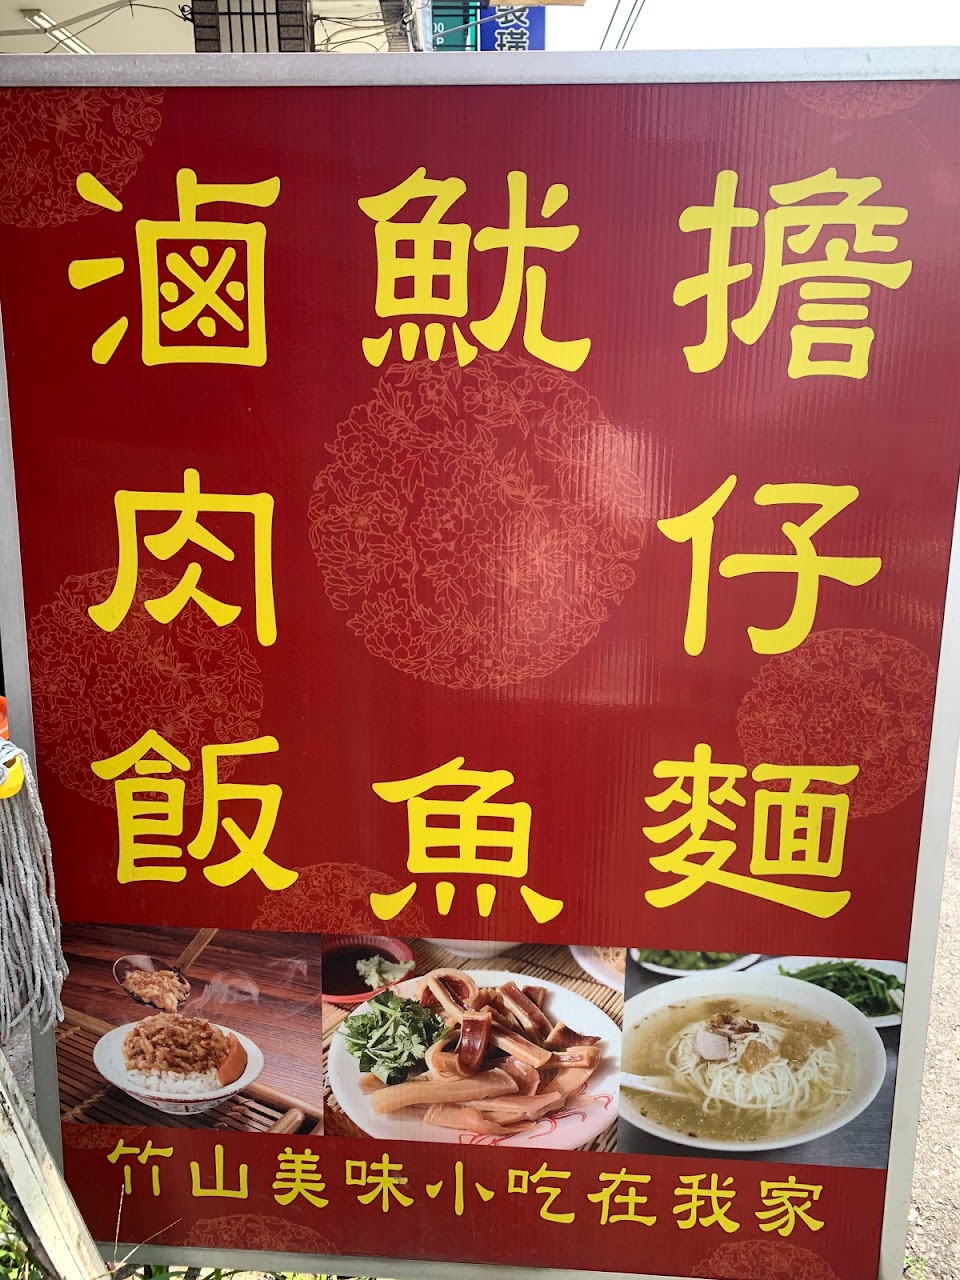 擔仔麵
魷魚
滷肉飯
竹山美味小吃在我家